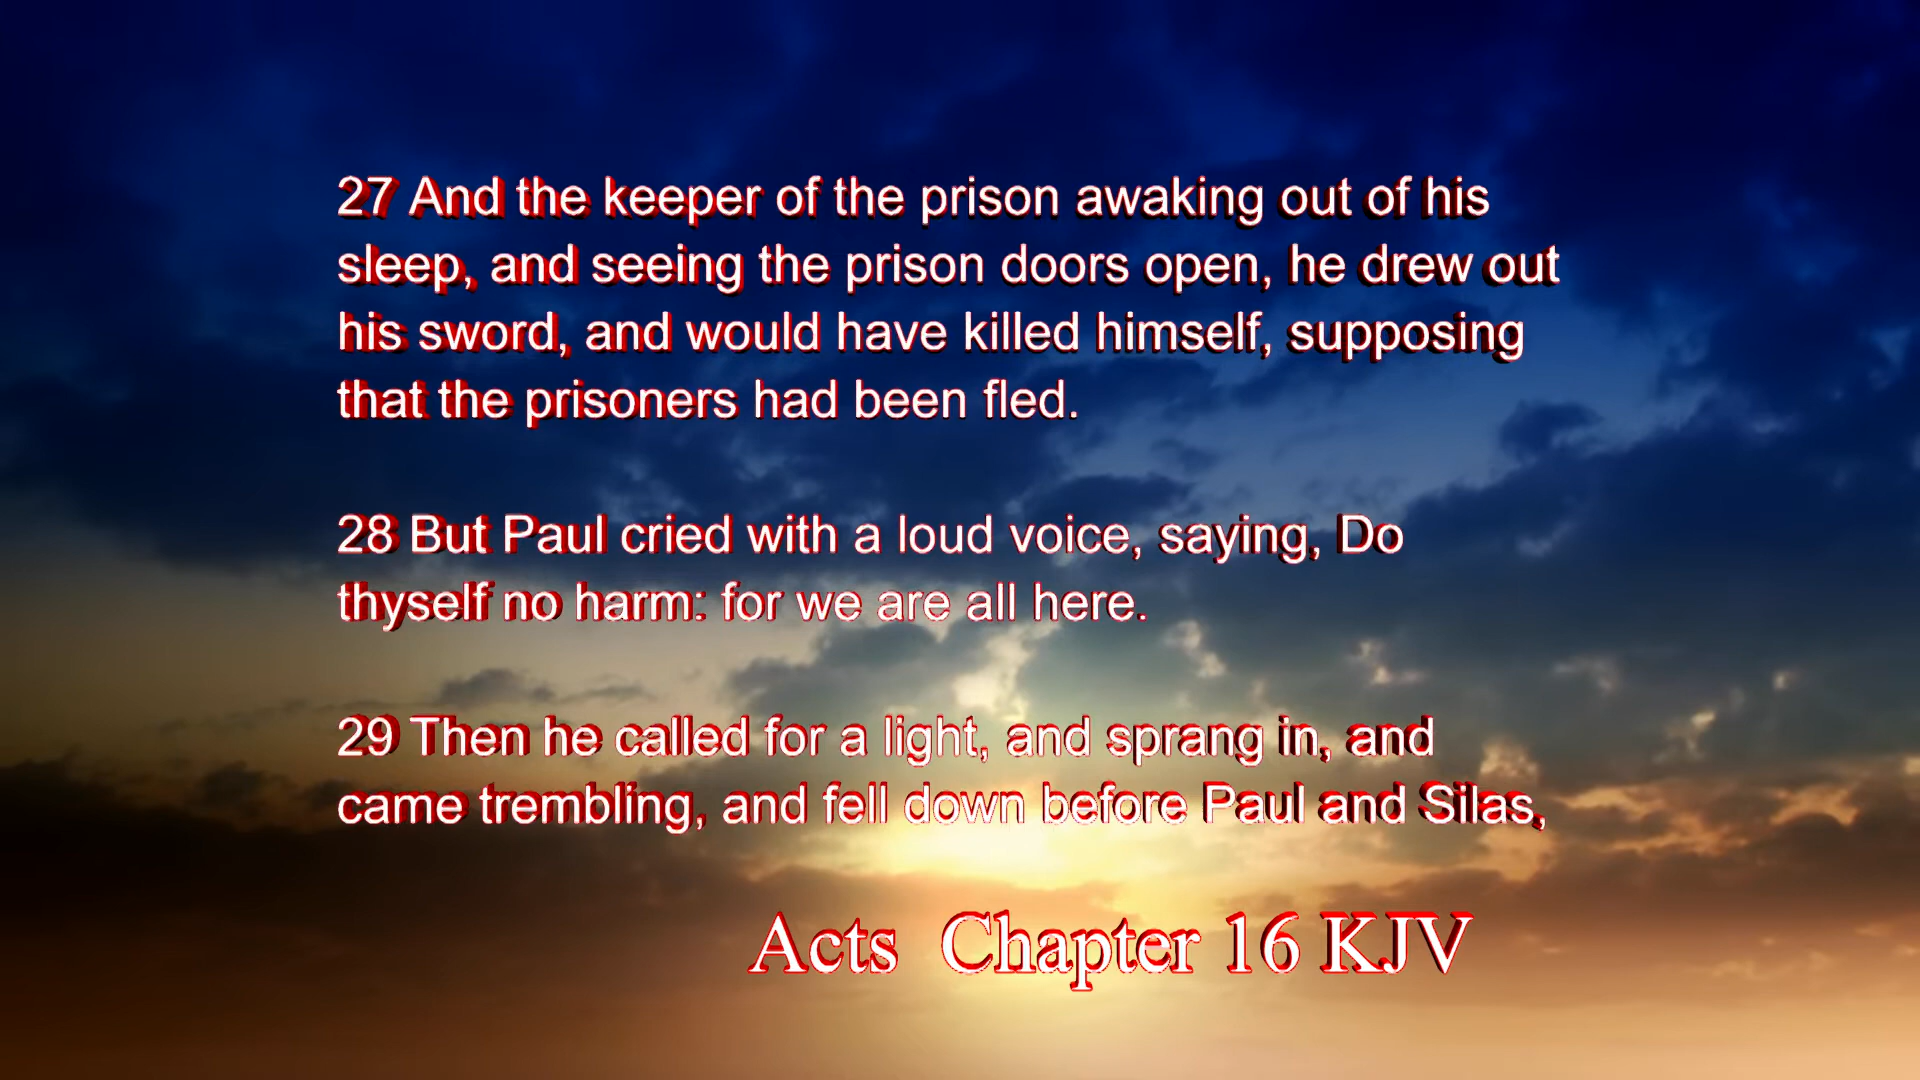 27 And the keeper of the prison awaking out of his
sleep, and seeing the prison doors open, he drew out
his sword, and would have killed himself, supposing
that the prisoners had been fled.
28 But Paul cried with a loud voice, saying, Do
thyself no harm: for we are all here.
29 Then he called for a light, and sprang in, and
came trembling, and fell down before Paul and Silas,
Acts  Chapter 16 KJV